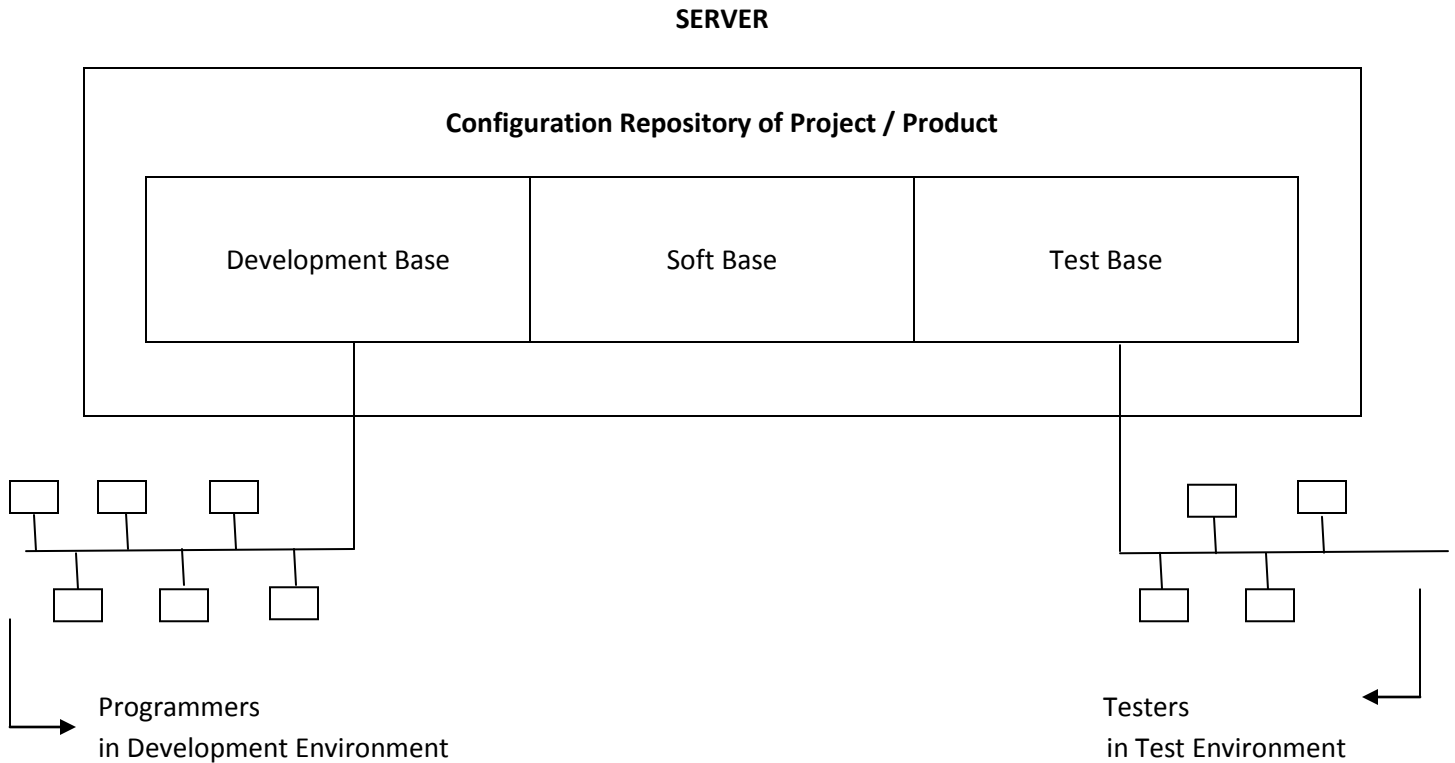 SERVER
Configuration Repository of Project / Product
Development Base
Soft Base
Test Base
Programmers
in Development Environment
Testers
in Test Environment